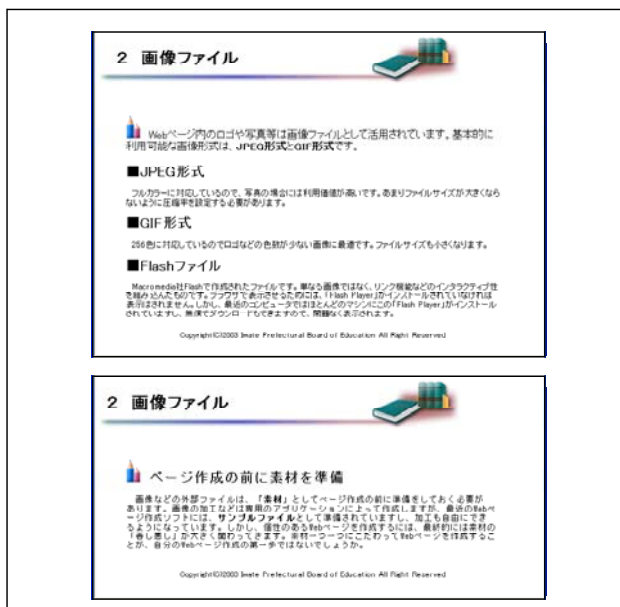 2 画像ファイル
Webページ内のロゴや写真等は画像ファイルとして活用されています。基本的に
利用可能な画像形式は、JPEG形式とGIF形式です。
■JPEG形式
フルカラーに対応しているので、写真の場合には利用価値が高いです。あまりファイルサイズが大きくなら
ないように圧縮率を設定する必要があります。
■GIF形式
256色に対応しているのでロゴなどの色数が少ない画像に最適です。ファイルサイズも小さくなります。
■Flashファイル
Macromedia社Flashで作成されたファイルです。単なる画像ではなく、リンク機能などのインタラクティブ性
を組み込んだものです。ブラウザで表示させるためには、「Flash Player」がインストールされていなければ
表示はされません。しかし、最近のコンピュータではほとんどのマシンにこの「Flash Player」がインストール
されていますし、無償でダウンロードもできますので、問題なく表示されます。
Copyright(C)2003 Iwate Prefectural Board of Education All Right Reserved
2 画像ファイル
ページ作成の前に素材を準備
画像などの外部ファイルは、「素材」としてページ作成の前に準備をしておく必要が
あります。画像の加工などは専用のアプリケーションによって作成しますが、最近のWebペ
ージ作成ソフトには、サンプルファイルとして準備されていますし、加工も自由にでき
るようになっています。しかし、個性のあるWebページを作成するには、最終的には素材の
「善し悪し」が大きく関わってきます。素材一つ一つにこだわってWebページを作成するこ
とが、自分のWebページ作成の第一歩ではないでしょうか。
Copyright(C)2003 Iwate Prefectural Board of Education All Right Reserved